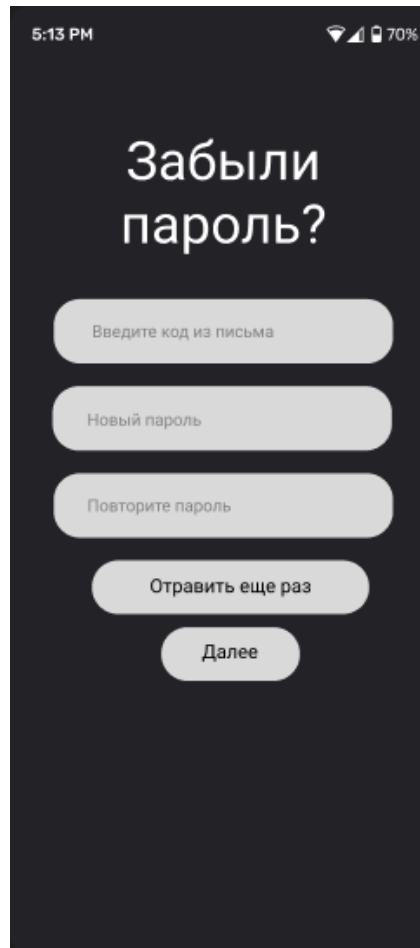 5:13 PM 70%
Забыли
пароль?
Введите код из письма
Новый пароль
Повторите пароль
Отравить еще раз
Далее